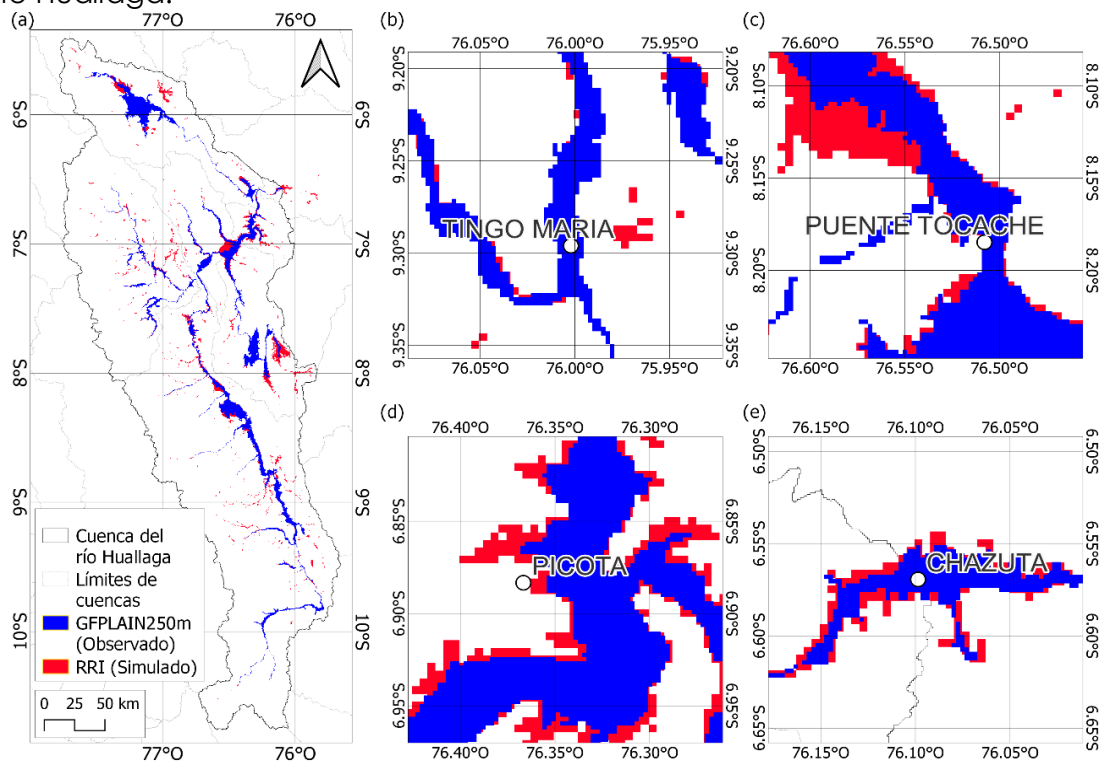 río Huallaga.
(a)
77°O 76°O
6°S
7°S
8°S
9°S
10°S
Cuenca del
río Huallaga
Límites de
cuencas
GFPLAIN250m
(Observado)
RRI (Simulado)
0 25 50 km
77°O 76°O
6°S
7°S
8°S
9°S
10°S
(b)
76.05°O 76.00°O 75.95°O
9.20°S
9.25°S
9.30°S
9.35°S
TINGO MARIA
9.20°S
9.25°S
9.30°S
9.35°S
76.05°O 76.00°O 75.95°O
(c)
76.60°O 76.55°O 76.50°O
8.10°S
8.15°S
8.20°S
PUENTE TOCACHE
76.60°O 76.55°O 76.50°O
(d)
76.40°O 76.35°O 76.30°O
6.85°S
6.90°S
6.95°S
PICOTA
6.85°S
6.90°S
6.95°S
76.40°O 76.35°O 76.30°O
(e)
76.15°O 76.10°O 76.05°O
6.50°S
6.55°S
6.60°S
6.65°S
CHAZUTA
6.50°S
6.55°S
6.60°S
6.65°S
76.15°O 76.10°O 76.05°O